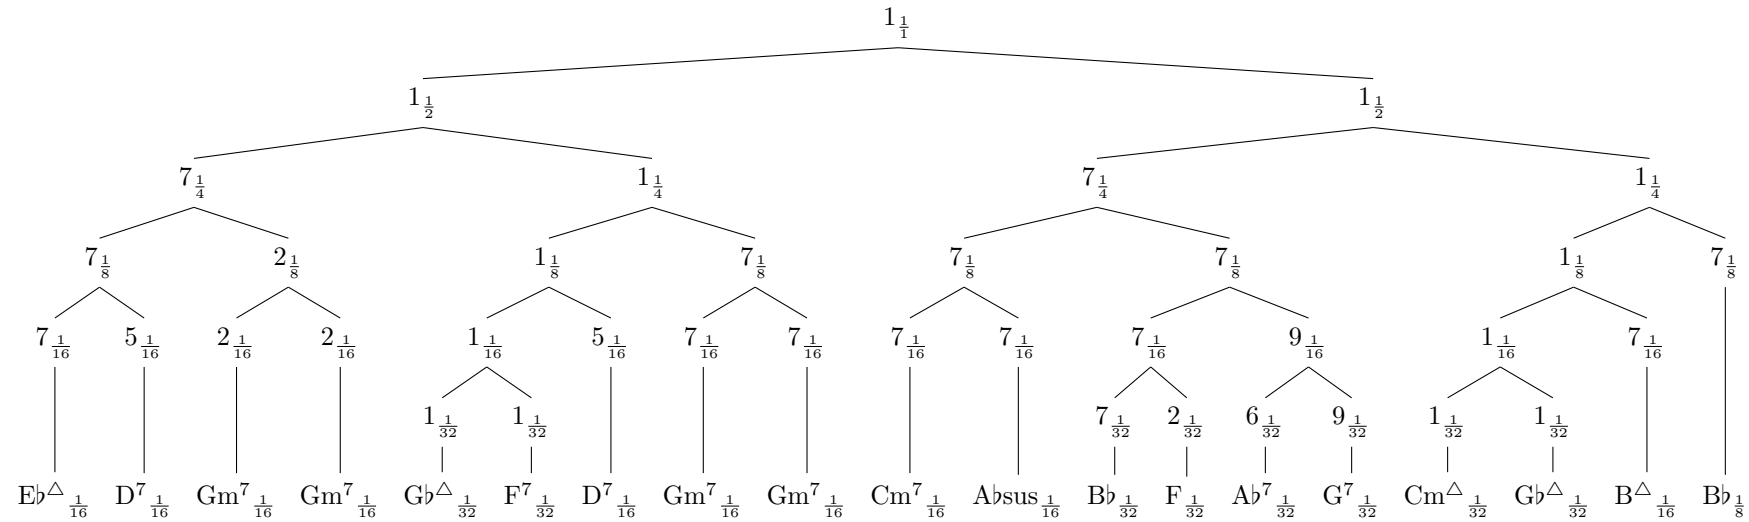 1 1/1
1 1/2 1 1/2
7 1/4 1 1/4 7 1/4 1 1/4
7 1/8 2 1/8 1 1/8 7 1/8 7 1/8 7 1/8 1 1/8 7 1/8
7 1/16 5 1/16 2 1/16 2 1/16 1 1/16 5 1/16 7 1/16 7 1/16 7 1/16 7 1/16 7 1/16 9 1/16 1 1/16 7 1/16
1 1/32 1 1/32 7 1/32 2 1/32 6 1/32 9 1/32 1 1/32 1 1/32
E♭△ 1/16 D⁷ 1/16 Gm⁷ 1/16 Gm⁷ 1/16 G♭△ 1/32 F⁷ 1/32 D⁷ 1/16 Gm⁷ 1/16 Gm⁷ 1/16 Cm⁷ 1/16 A♭sus 1/16 B♭ 1/32 F 1/32 A♭⁷ 1/32 G⁷ 1/32 Cm△ 1/32 G♭△ 1/32 B△ 1/16 B♭ 1/8